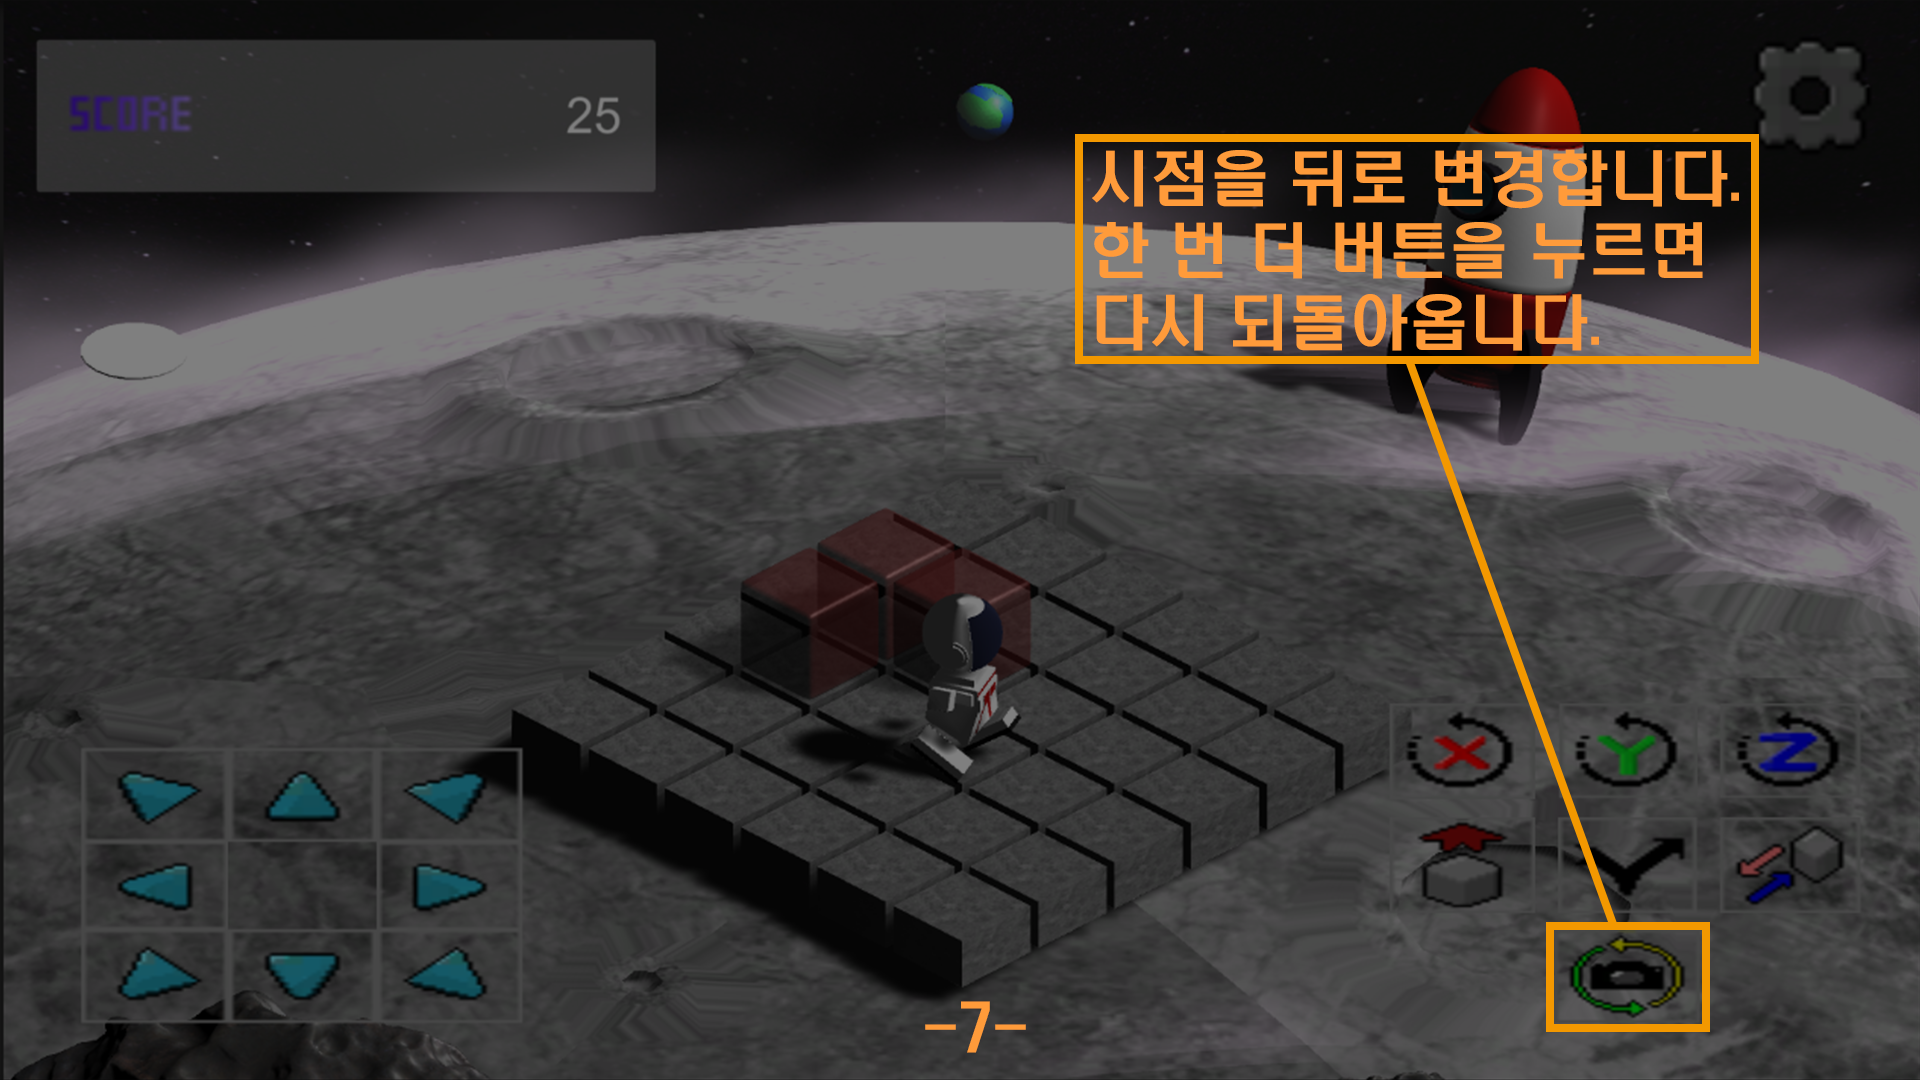 SCORE 25
시점을 뒤로 변경합니다.
한 번 더 버튼을 누르면
다시 되돌아옵니다.
X Y Z
-7-